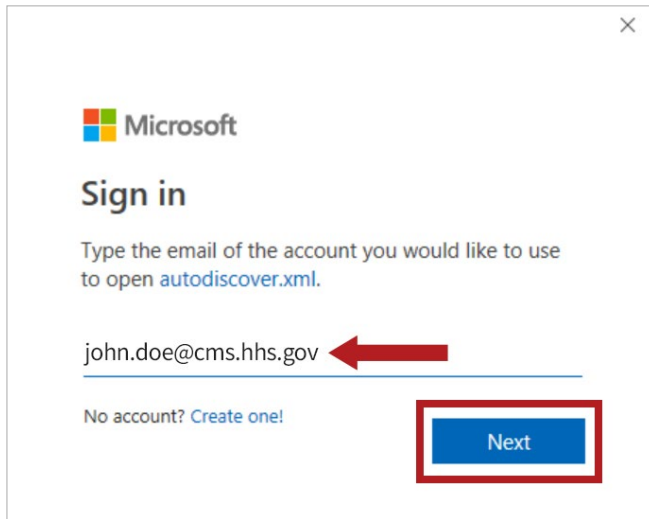 Microsoft
Sign in
Type the email of the account you would like to use
to open autodiscover.xml.
john.doe@cms.hhs.gov
No account? Create one!
Next